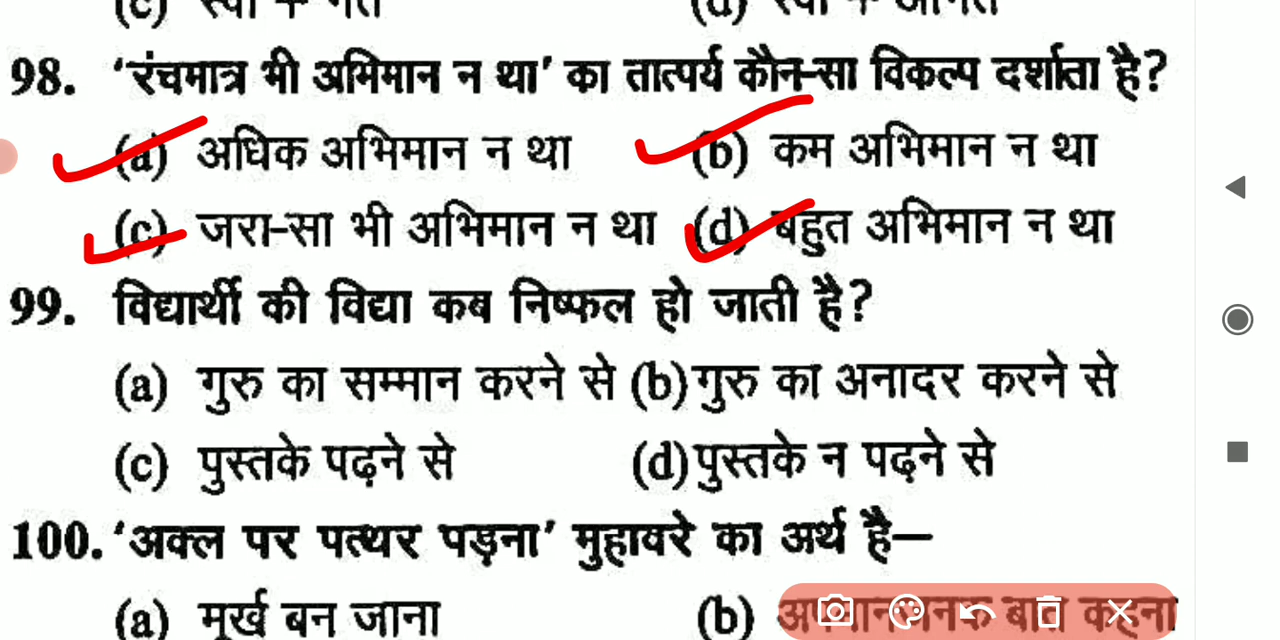 98. ‘रंचमात्र भी अभिमान न था’ का तात्पर्य कौन-सा विकल्प दर्शाता है?
(a) अधिक अभिमान न था (b) कम अभिमान न था
(c) जरा-सा भी अभिमान न था (d) बहुत अभिमान न था
99. विद्यार्थी की विद्या कब निष्फल हो जाती है?
(a) गुरु का सम्मान करने से (b) गुरु का अनादर करने से
(c) पुस्तके पढ़ने से (d) पुस्तके न पढ़ने से
100. ‘अक्ल पर पत्थर पड़ना’ मुहावरे का अर्थ है—
(a) मूर्ख बन जाना (b) बात कहना